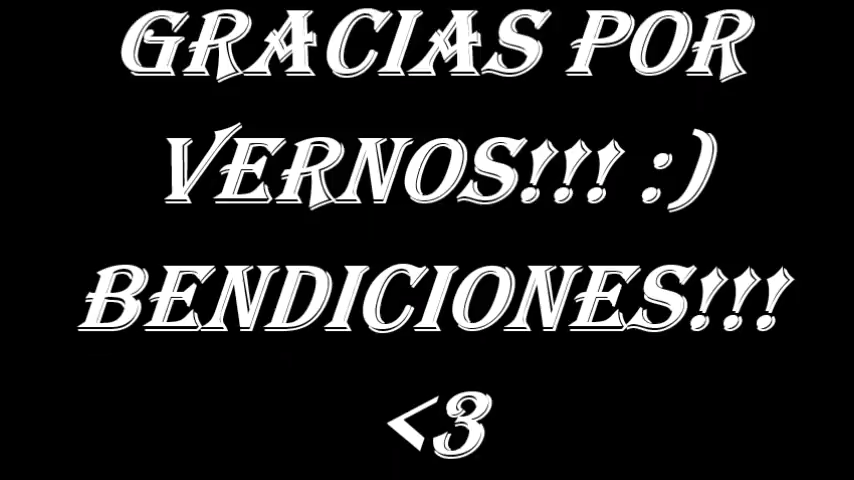 GRACIAS POR
VERNOS!!! :)
BENDICIONES!!!
<3